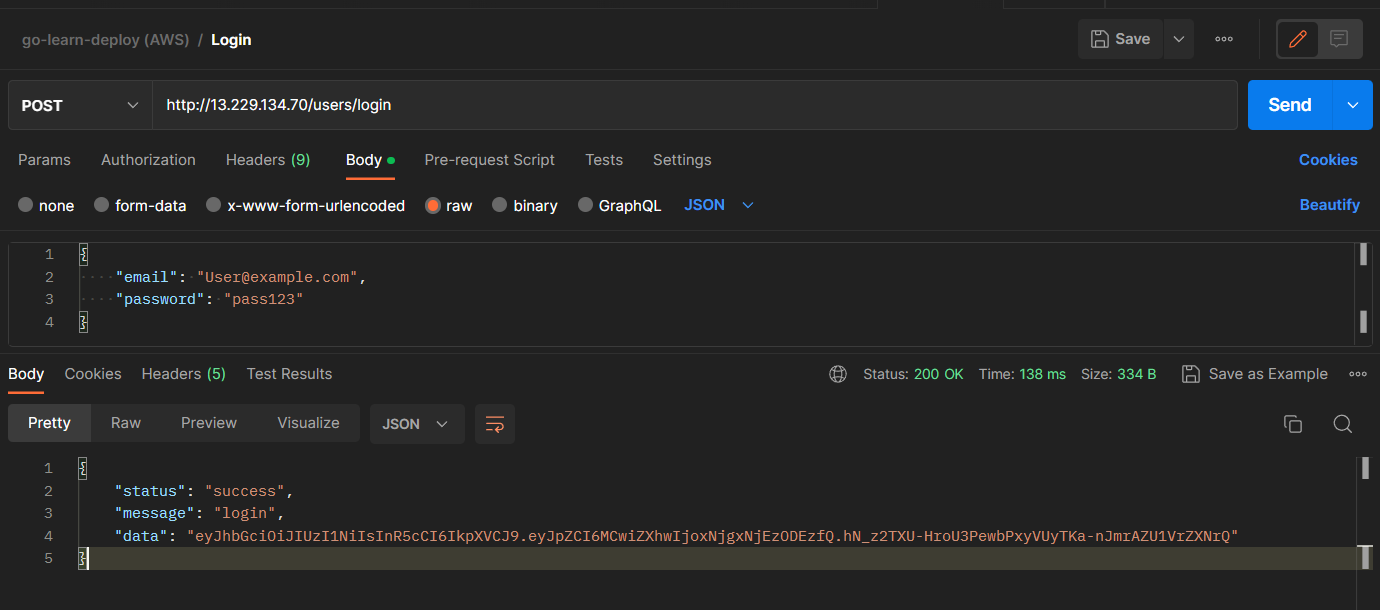 go-learn-deploy (AWS) / Login
Save
POST
http://13.229.134.70/users/login
Send
Params Authorization Headers (9) Body Pre-request Script Tests Settings Cookies
none form-data x-www-form-urlencoded raw binary GraphQL JSON Beautify
1 {
2 "email": "User@example.com",
3 "password": "pass123"
4 }
Body Cookies Headers (5) Test Results Status: 200 OK Time: 138 ms Size: 334 B Save as Example
Pretty Raw Preview Visualize JSON
1 {
2 "status": "success",
3 "message": "login",
4 "data": "eyJhbGciOiJIUzI1NiIsInR5cCI6IkpXVCJ9.eyJpZCI6MCwiZXhwIjoxNjgxNjEzODEzfQ.hN_z2TXU-HroU3PewbPxyVUyTKa-nJmrAZU1VrZXNrQ"
5 }